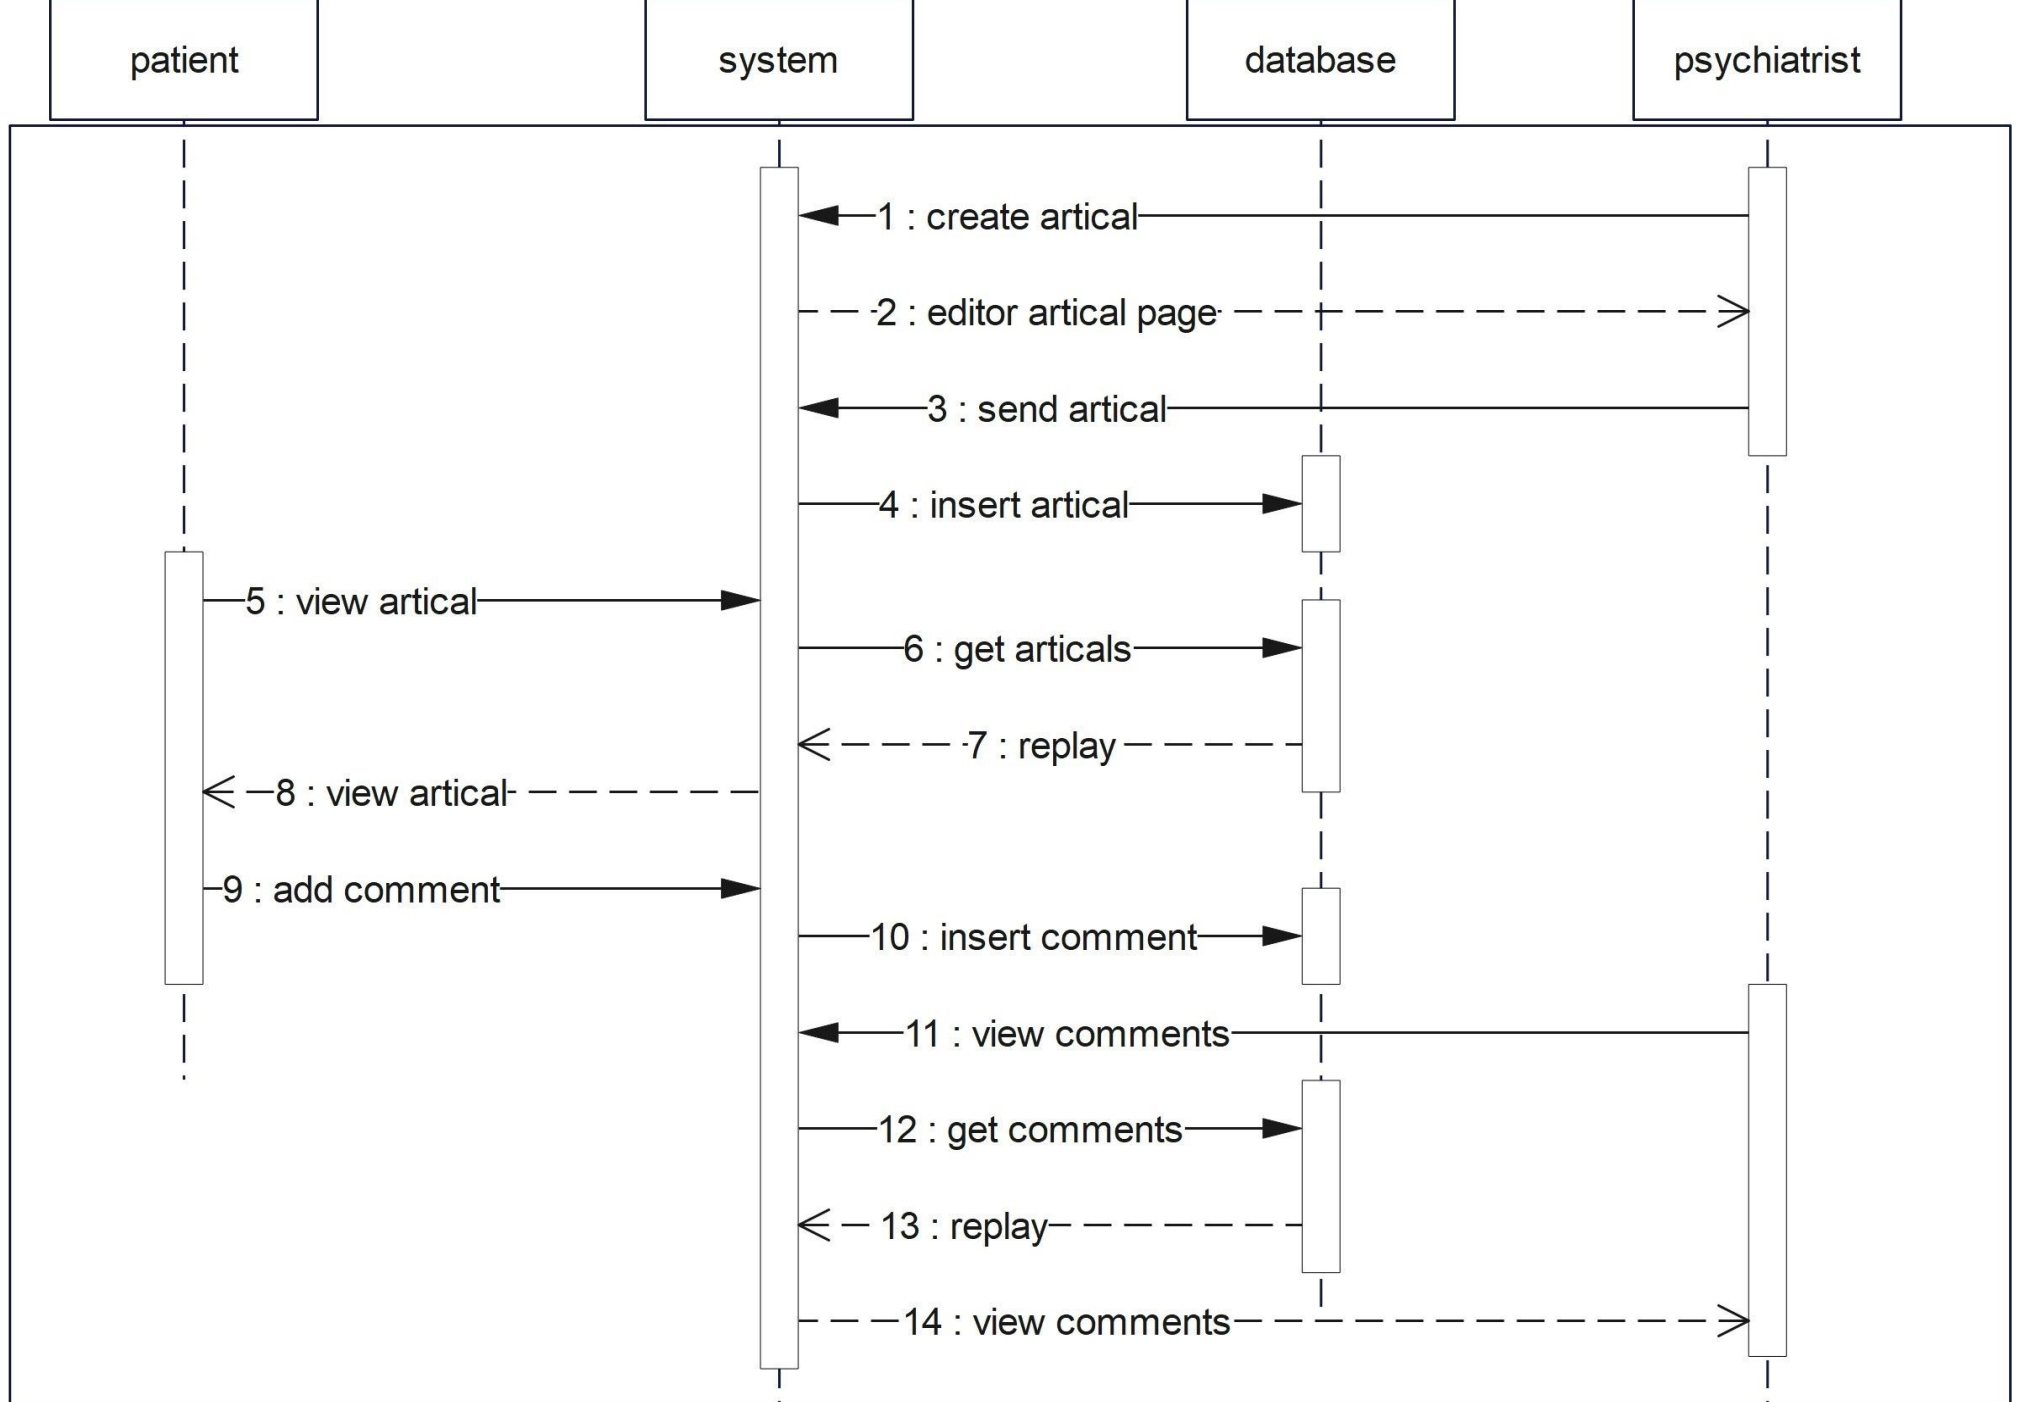 patient
system
database
psychiatrist
1 : create artical
2 : editor artical page
3 : send artical
4 : insert artical
5 : view artical
6 : get articals
7 : replay
8 : view artical
9 : add comment
10 : insert comment
11 : view comments
12 : get comments
13 : replay
14 : view comments